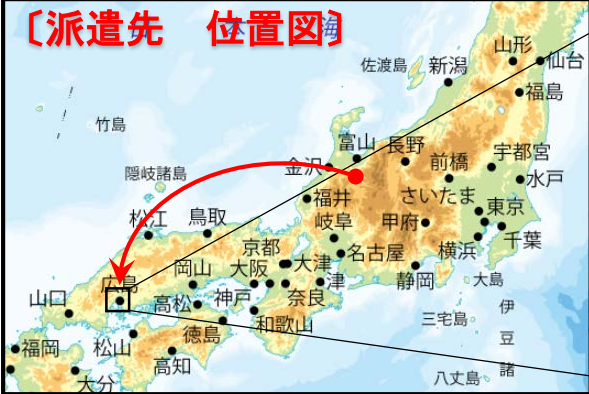 〔派遣先　位置図〕
本
海
山形
仙台
佐渡島
新潟
福島
竹島
富山
長野
金沢
前橋
宇都宮
隠岐諸島
水戸
福井
さいたま
松江
鳥取
岐阜
甲府
東京
京都
名古屋
横浜
千葉
岡山
大阪
大津
広島
津
静岡
大島
山口
高松
神戸
奈良
伊
三宅島
豆
徳島
和歌山
福岡
松山
諸
高知
大分
八丈島